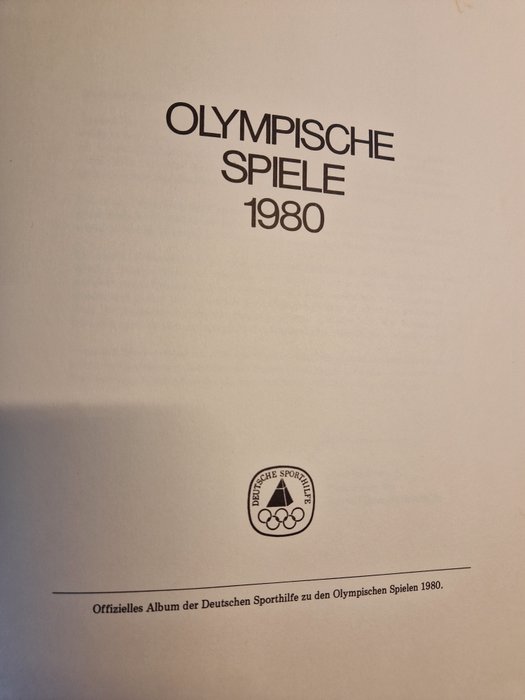 OLYMPISCHE
SPIELE
1980
DEUTSCHE SPORTHILFE
Offizielles Album der Deutschen Sporthilfe zu den Olympischen Spielen 1980.